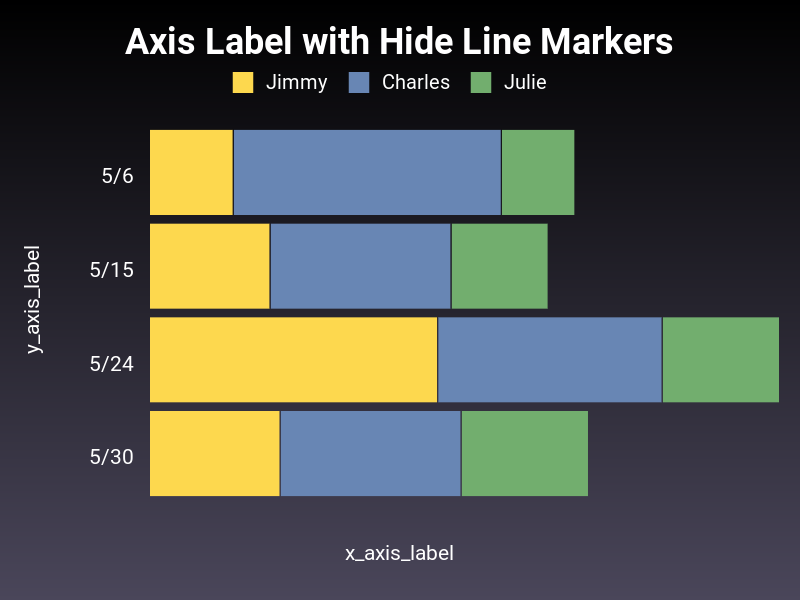 Axis Label with Hide Line Markers
Jimmy Charles Julie
5/6
5/15
y_axis_label
5/24
5/30
x_axis_label